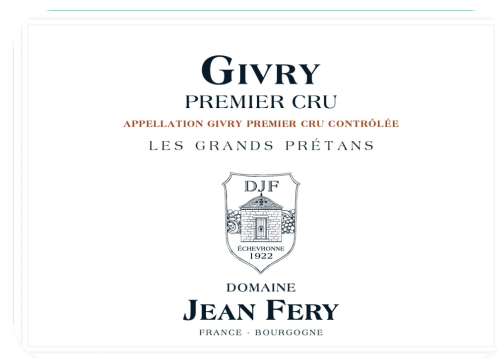 GIVRY
PREMIER CRU
APPELLATION GIVRY PREMIER CRU CONTRÔLÉE
LES GRANDS PRÉTANS
DJF
ÉCHEVRONNE
1922
DOMAINE
JEAN FERY
FRANCE · BOURGOGNE